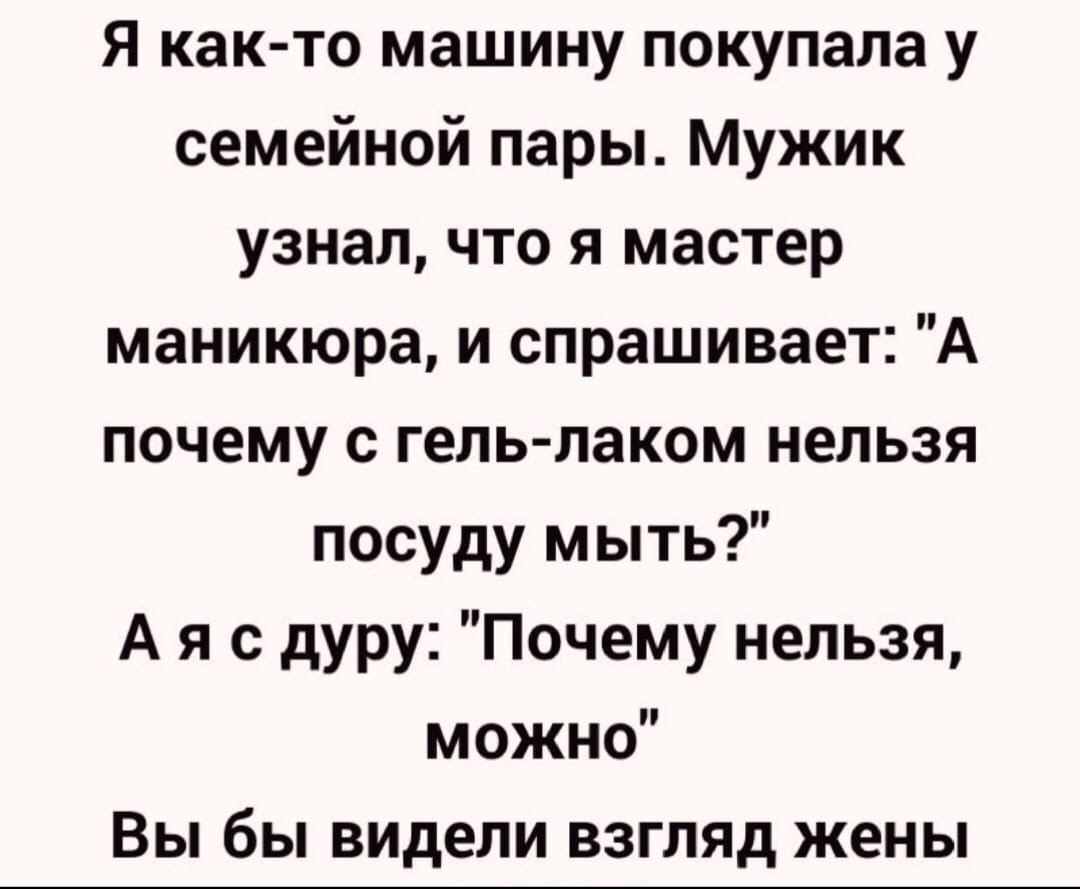 Я как-то машину покупала у
семейной пары. Мужик
узнал, что я мастер
маникюра, и спрашивает: "А
почему с гель-лаком нельзя
посуду мыть?"
А я с дуру: "Почему нельзя,
можно"
Вы бы видели взгляд жены